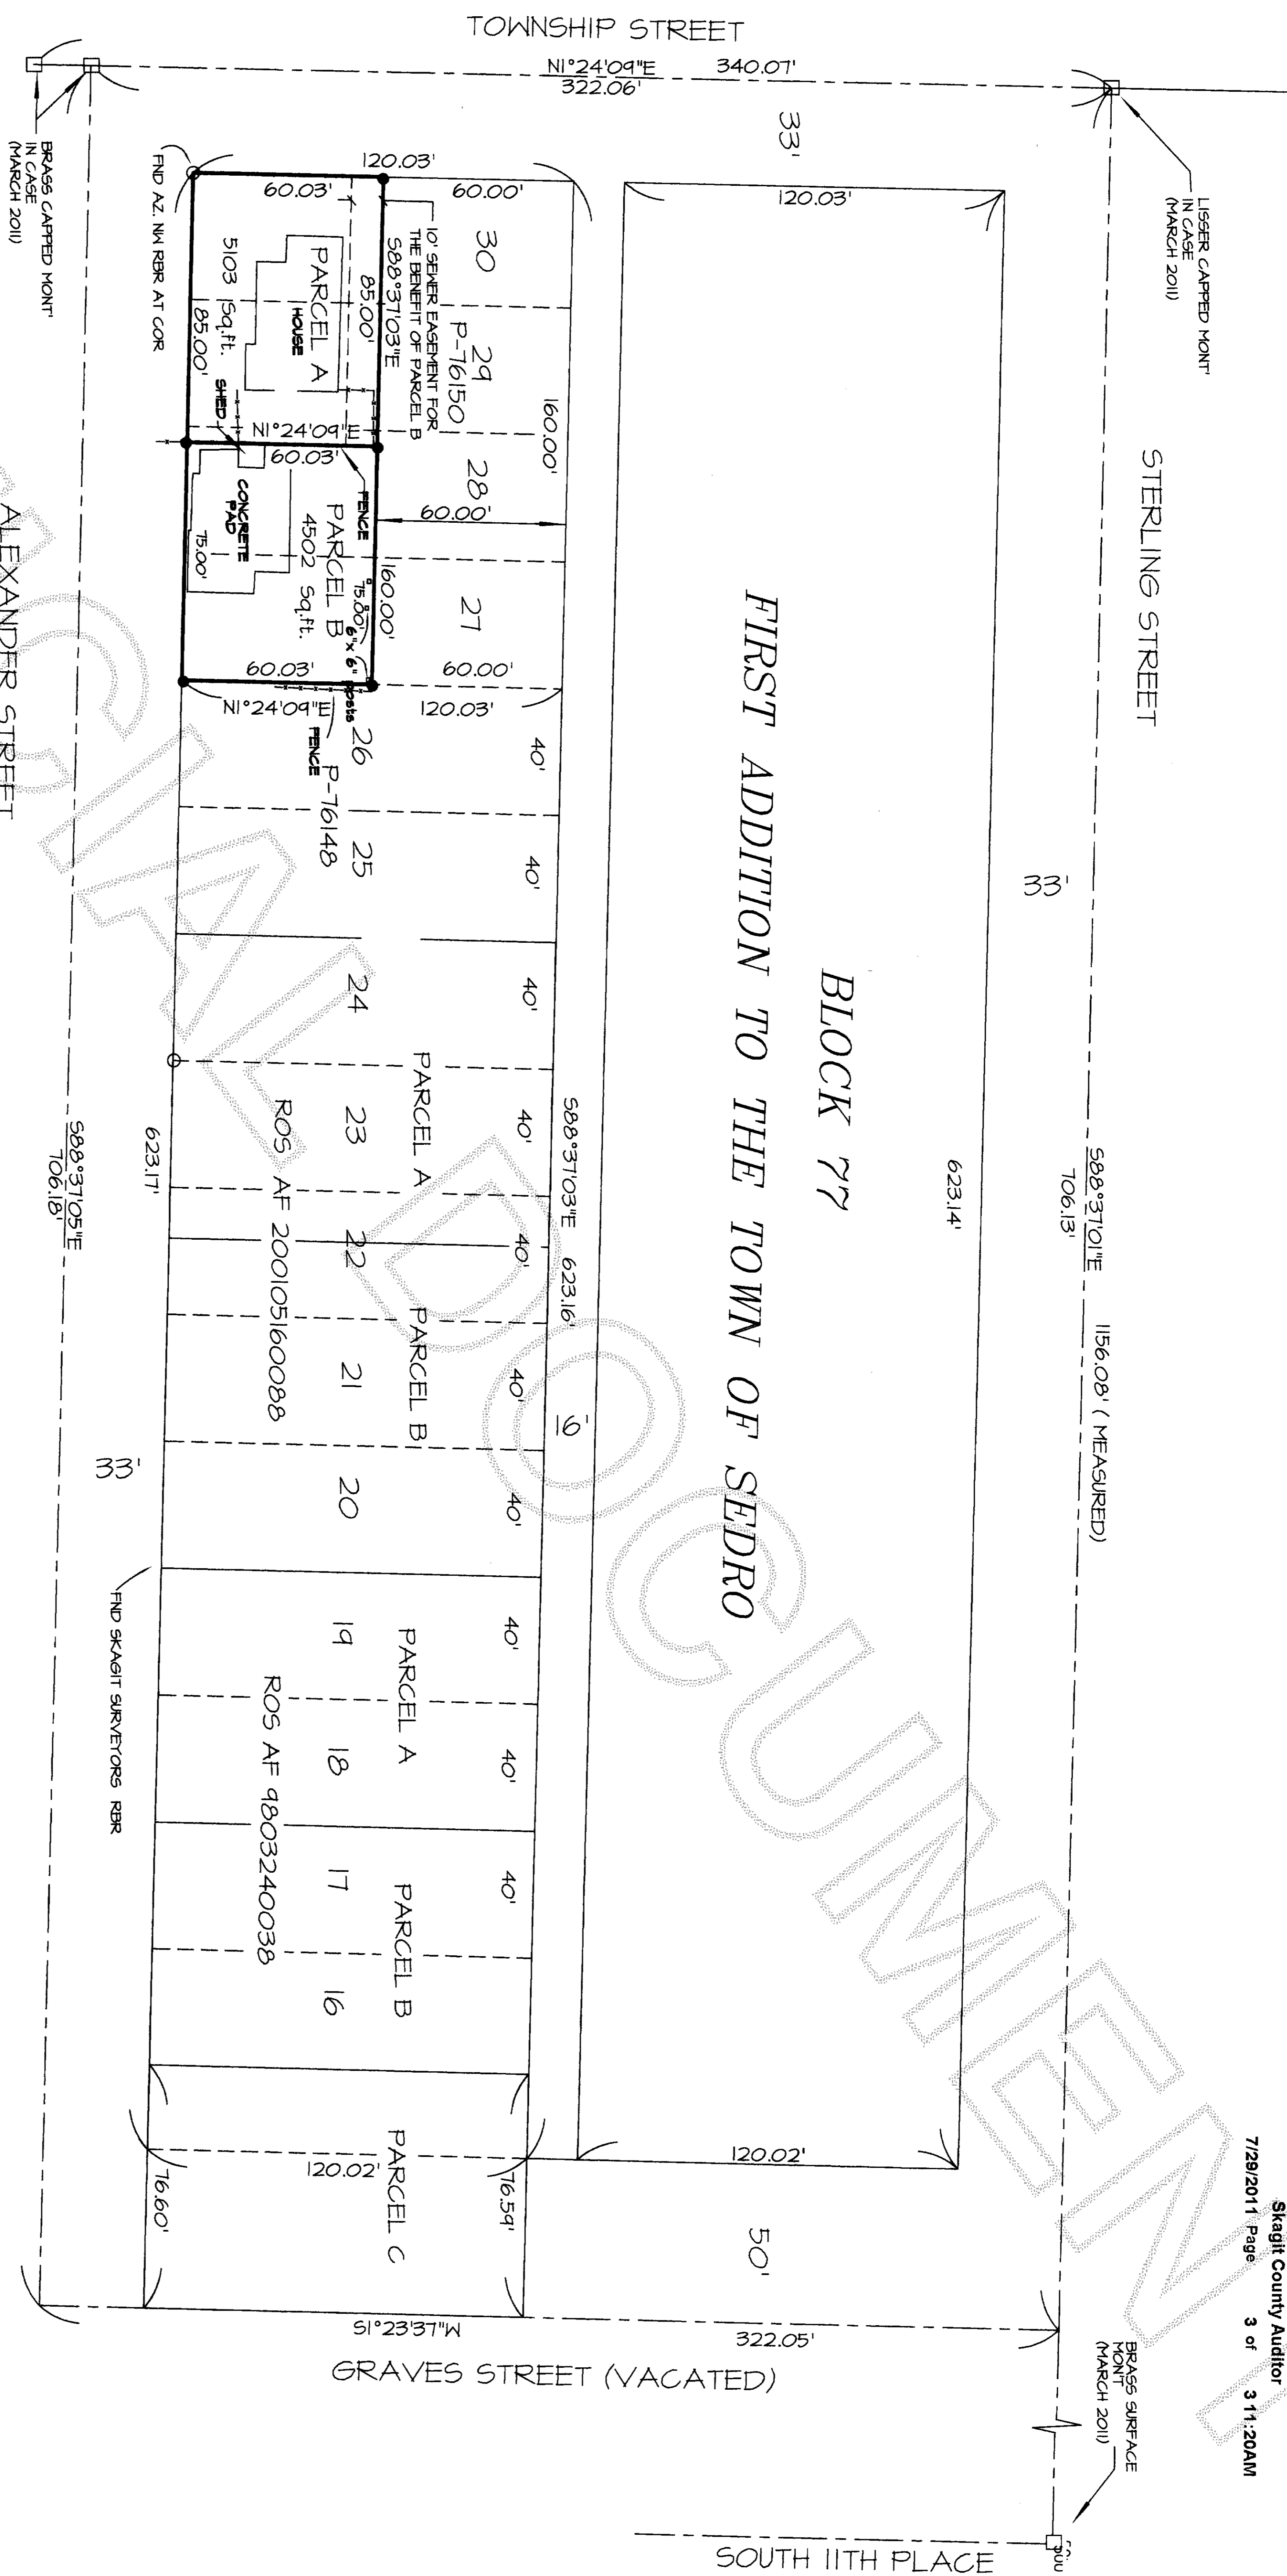 TOWNSHIP STREET
N1°24'09"E 340.07'
322.06'
BRASS CAPPED MON'T
IN CASE
(MARCH 2011)
LISSER CAPPED MON'T
IN CASE
(MARCH 2011)
STERLING STREET
33'
33'
S88°37'01"E 1156.08' (MEASURED)
706.13'
120.03'
623.14'
BLOCK 77
FIRST ADDITION TO THE TOWN OF SEDRO
120.02'
50'
S88°37'03"E 623.16'
16'
FND AZ. NW RBR AT COR
120.03'
60.03'
60.00'
30
29
28
27
P-76150
160.00'
60.00'
60.00'
120.03'
10' SEWER EASEMENT FOR
THE BENEFIT OF PARCEL B
S88°37'03"E
85.00'
PARCEL A
HOUSE
5103 Sq.ft.
85.00'
SHED
N1°24'09"E
60.03'
FENCE
CONCRETE
PAD
PARCEL B
4502 Sq.ft.
75.00'
75.00'
160.00'
6"x 6" Posts
60.03'
N1°24'09"E
FENCE
P-76148
26
25
24
23
22
21
20
19
18
17
16
40'
40'
40'
40'
40'
40'
40'
40'
40'
40'
PARCEL A
PARCEL B
ROS AF 200105160088
PARCEL A
PARCEL B
ROS AF 9803240038
PARCEL C
120.02'
76.59'
76.60'
623.17'
33'
FND SKAGIT SURVEYORS RBR
S88°37'05"E
706.18'
ALEXANDER STREET
S1°23'37"W
322.05'
GRAVES STREET (VACATED)
BRASS SURFACE
MON'T
(MARCH 2011)
SOUTH 11TH PLACE
Skagit County Auditor
7/29/2011 Page 3 of 3 11:20AM
CIAL DOCUMENT